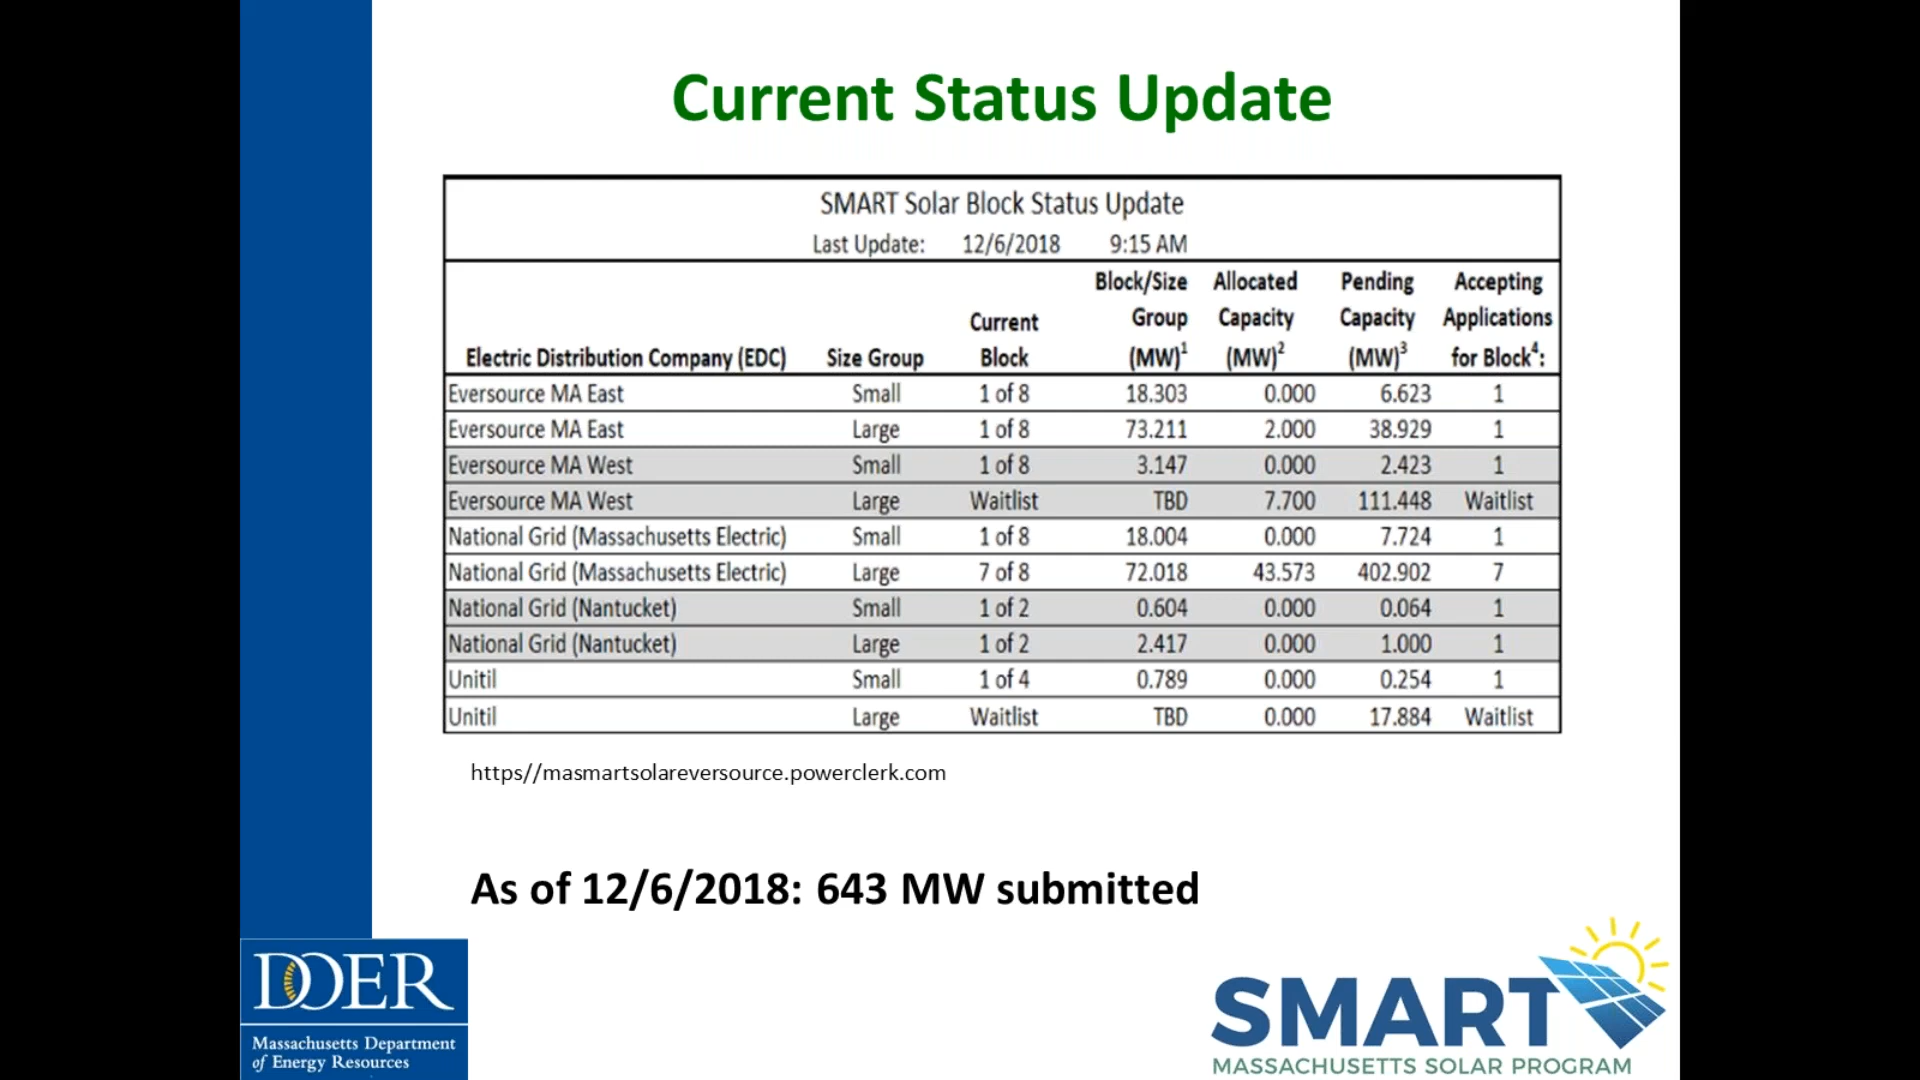 Current Status Update
SMART Solar Block Status Update
Last Update: 12/6/2018 9:15 AM
Electric Distribution Company (EDC) Size Group Current Block Block/Size Group (MW)1 Allocated Capacity (MW)2 Pending Capacity (MW)3 Accepting Applications for Block4:
Eversource MA East Small 1 of 8 18.303 0.000 6.623 1
Eversource MA East Large 1 of 8 73.211 2.000 38.929 1
Eversource MA West Small 1 of 8 3.147 0.000 2.423 1
Eversource MA West Large Waitlist TBD 7.700 111.448 Waitlist
National Grid (Massachusetts Electric) Small 1 of 8 18.004 0.000 7.724 1
National Grid (Massachusetts Electric) Large 7 of 8 72.018 43.573 402.902 7
National Grid (Nantucket) Small 1 of 2 0.604 0.000 0.064 1
National Grid (Nantucket) Large 1 of 2 2.417 0.000 1.000 1
Unitil Small 1 of 4 0.789 0.000 0.254 1
Unitil Large Waitlist TBD 0.000 17.884 Waitlist
https//masmartsolareversource.powerclerk.com
As of 12/6/2018: 643 MW submitted
DOER
Massachusetts Department
of Energy Resources
SMART
MASSACHUSETTS SOLAR PROGRAM